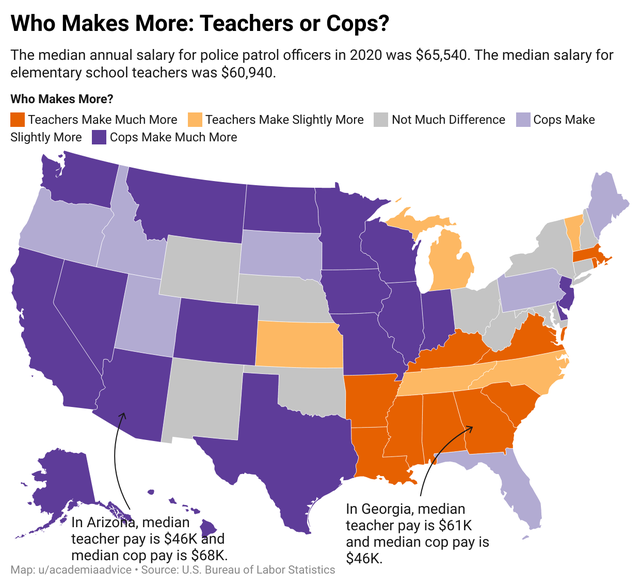 Who Makes More: Teachers or Cops?
The median annual salary for police patrol officers in 2020 was $65,540. The median salary for
elementary school teachers was $60,940.
Who Makes More?
Teachers Make Much More Teachers Make Slightly More Not Much Difference Cops Make
Slightly More Cops Make Much More
In Arizona, median
teacher pay is $46K and
median cop pay is $68K.
In Georgia, median
teacher pay is $61K
and median cop pay is
$46K.
Map: u/academiaadvice • Source: U.S. Bureau of Labor Statistics